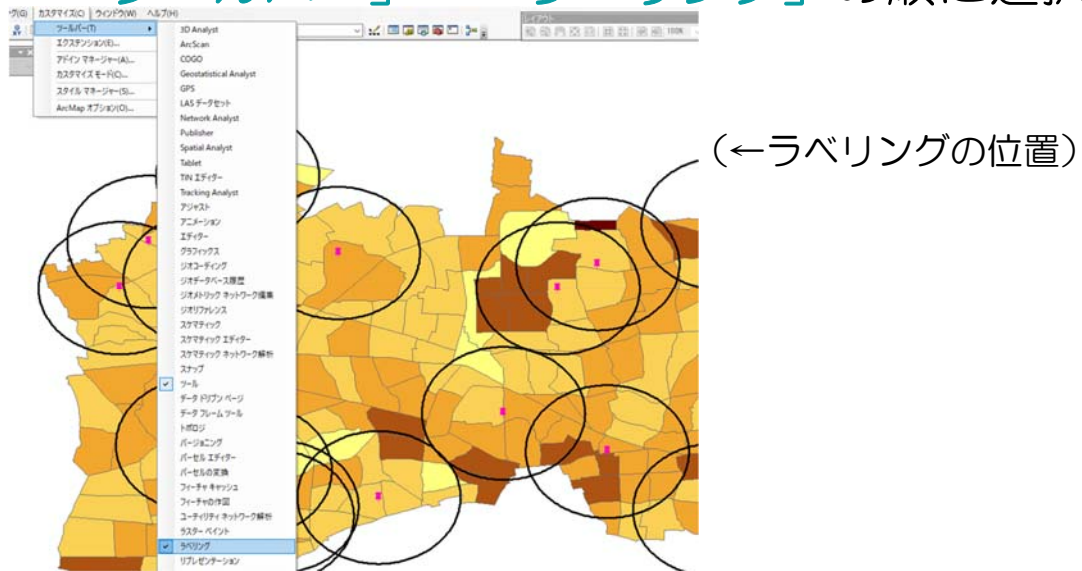 カスタマイズ(C) ウィンドウ(W) ヘルプ(H)
ツールバー(T)
エクステンション(E)...
アドイン マネージャー(A)...
カスタマイズ モード(C)...
スタイル マネージャー(S)...
ArcMap オプション(O)...
3D Analyst
ArcScan
COGO
Geostatistical Analyst
GPS
LAS データセット
Network Analyst
Publisher
Spatial Analyst
Tablet
TIN エディター
Tracking Analyst
アジャスト
アニメーション
エディター
グラフィックス
ジオコーディング
ジオデータベース履歴
ジオメトリック ネットワーク編集
ジオリファレンス
スケマティック
スケマティック エディター
スケマティック ネットワーク解析
スナップ
ツール
データ ドリブン ページ
データ フレーム ツール
トポロジ
バージョニング
パーセル エディター
パーセルの変換
フィーチャ キャッシュ
フィーチャの作図
ユーティリティ ネットワーク解析
ラスター ペイント
ラベリング
リプレゼンテーション
レイアウト
100%
(←ラベリングの位置)